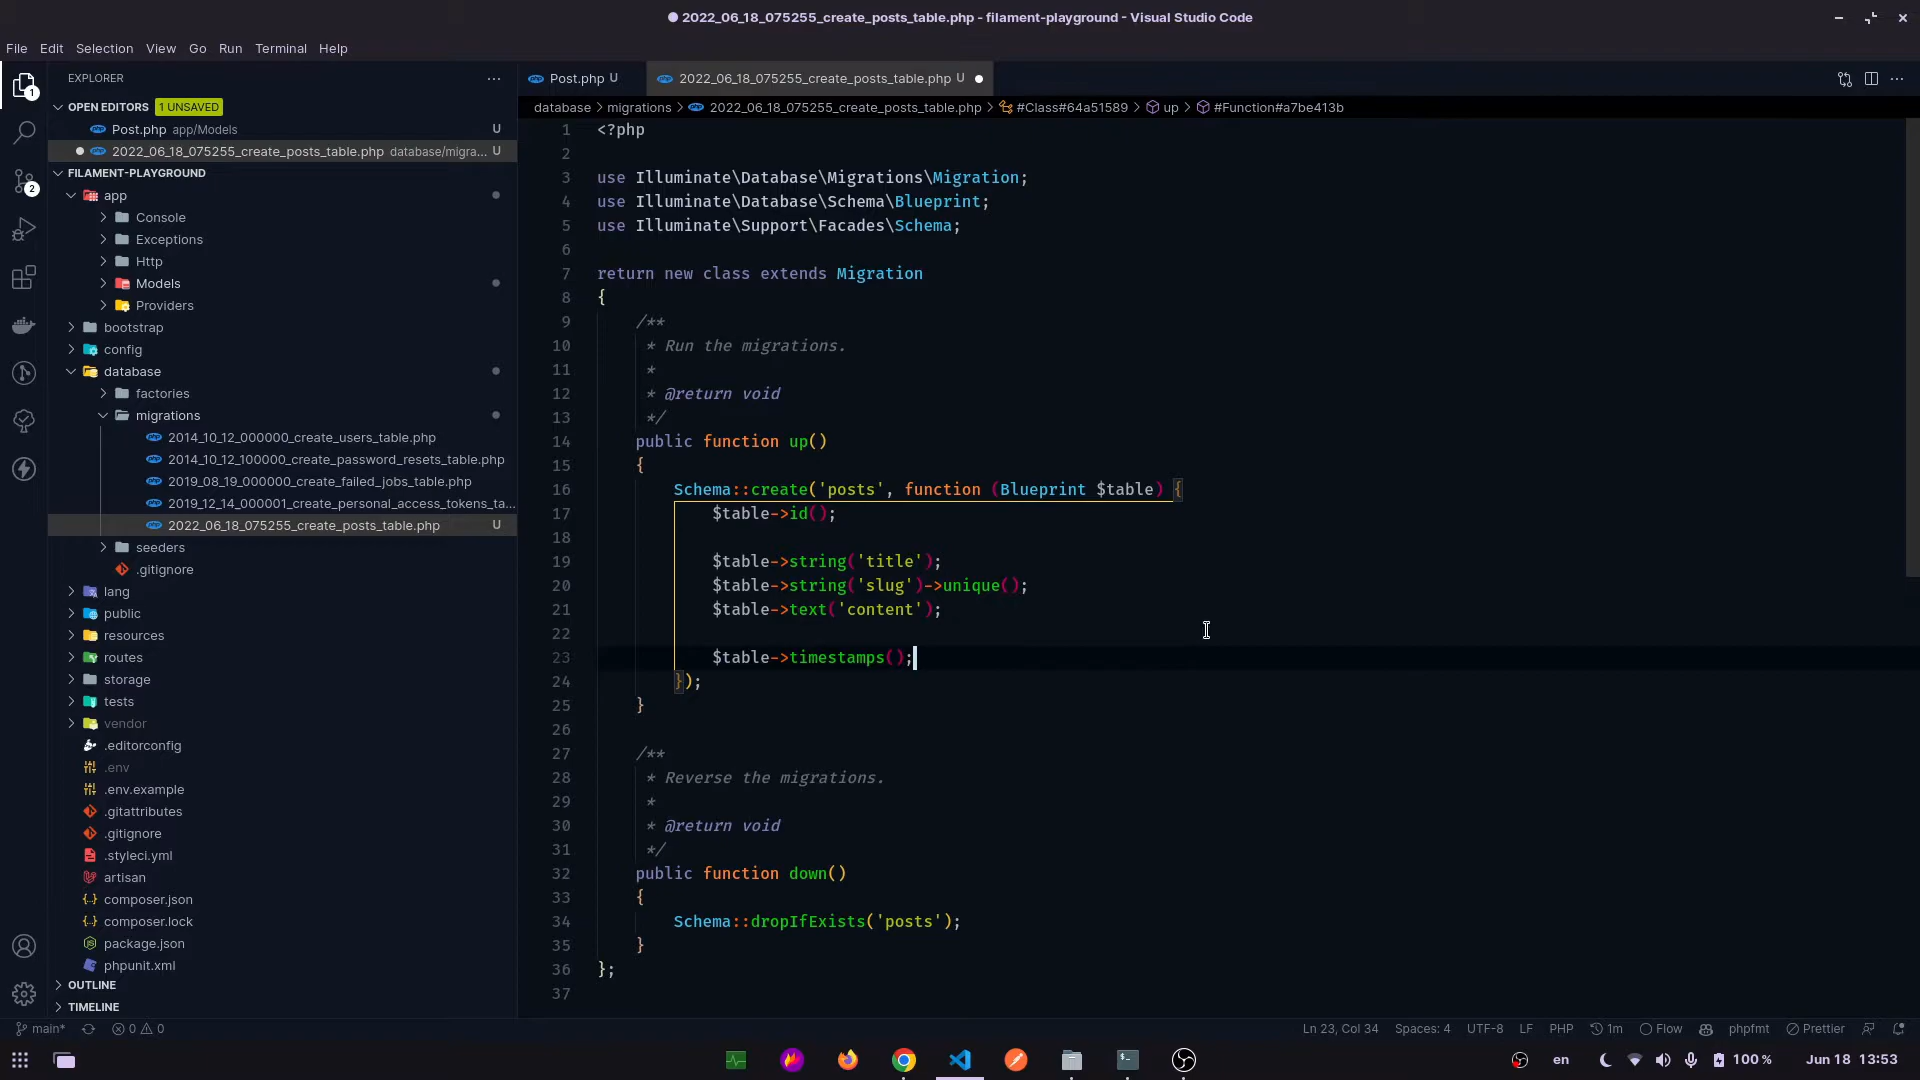 2022_06_18_075255_create_posts_table.php - filament-playground - Visual Studio Code
File Edit Selection View Go Run Terminal Help
EXPLORER
Post.php U
2022_06_18_075255_create_posts_table.php U
OPEN EDITORS 1 UNSAVED
database > migrations > 2022_06_18_075255_create_posts_table.php > #Class#64a51589 > up > #Function#a7be413b
Post.php app/Models U
2022_06_18_075255_create_posts_table.php database/migra... U
FILAMENT-PLAYGROUND
app
Console
Exceptions
Http
Models
Providers
bootstrap
config
database
factories
migrations
2014_10_12_000000_create_users_table.php
2014_10_12_100000_create_password_resets_table.php
2019_08_19_000000_create_failed_jobs_table.php
2019_12_14_000001_create_personal_access_tokens_ta...
2022_06_18_075255_create_posts_table.php U
seeders
.gitignore
lang
public
resources
routes
storage
tests
vendor
.editorconfig
.env
.env.example
.gitattributes
.gitignore
.styleci.yml
artisan
composer.json
composer.lock
package.json
phpunit.xml
OUTLINE
TIMELINE
1
2
1 <?php
2
3 use Illuminate\Database\Migrations\Migration;
4 use Illuminate\Database\Schema\Blueprint;
5 use Illuminate\Support\Facades\Schema;
6
7 return new class extends Migration
8 {
9 /**
10 * Run the migrations.
11 *
12 * @return void
13 */
14 public function up()
15 {
16 Schema::create('posts', function (Blueprint $table) {
17 $table->id();
18
19 $table->string('title');
20 $table->string('slug')->unique();
21 $table->text('content');
22
23 $table->timestamps();
24 });
25 }
26
27 /**
28 * Reverse the migrations.
29 *
30 * @return void
31 */
32 public function down()
33 {
34 Schema::dropIfExists('posts');
35 }
36 };
37
main* 0 0 Ln 23, Col 34 Spaces: 4 UTF-8 LF PHP 1m Flow phpfmt Prettier
en 100 % Jun 18 13:53